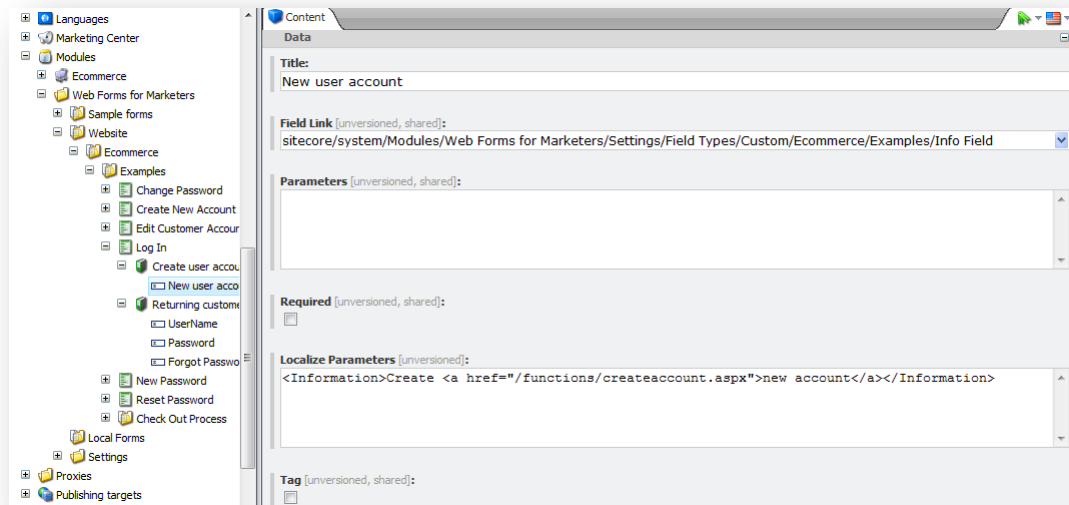 Languages
Marketing Center
Modules
Ecommerce
Web Forms for Marketers
Sample forms
Website
Ecommerce
Examples
Change Password
Create New Account
Edit Customer Accour
Log In
Create user accou
New user acco
Returning custome
UserName
Password
Forgot Passwo
New Password
Reset Password
Check Out Process
Local Forms
Settings
Proxies
Publishing targets
Content
Data
Title:
New user account
Field Link [unversioned, shared]:
sitecore/system/Modules/Web Forms for Marketers/Settings/Field Types/Custom/Ecommerce/Examples/Info Field
Parameters [unversioned, shared]:
Required [unversioned, shared]:
Localize Parameters [unversioned]:
<Information>Create <a href="/functions/createaccount.aspx">new account</a></Information>
Tag [unversioned, shared]: